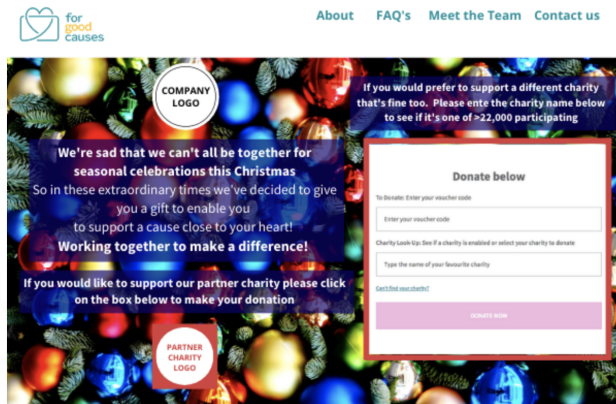 for
good
causes
About FAQ's Meet the Team Contact us
COMPANY
LOGO
We're sad that we can't all be together for
seasonal celebrations this Christmas
So in these extraordinary times we've decided to give
you a gift to enable you
to support a cause close to your heart!
Working together to make a difference!
If you would like to support our partner charity please click
on the box below to make your donation
PARTNER
CHARITY
LOGO
If you would prefer to support a different charity
that's fine too. Please ente the charity name below
to see if it's one of >22,000 participating
Donate below
To Donate: Enter your voucher code
Enter your voucher code
Charity Look-Up: See if a charity is enabled or select your charity to donate
Type the name of your favourite charity
Can't find your charity?
DONATE NOW